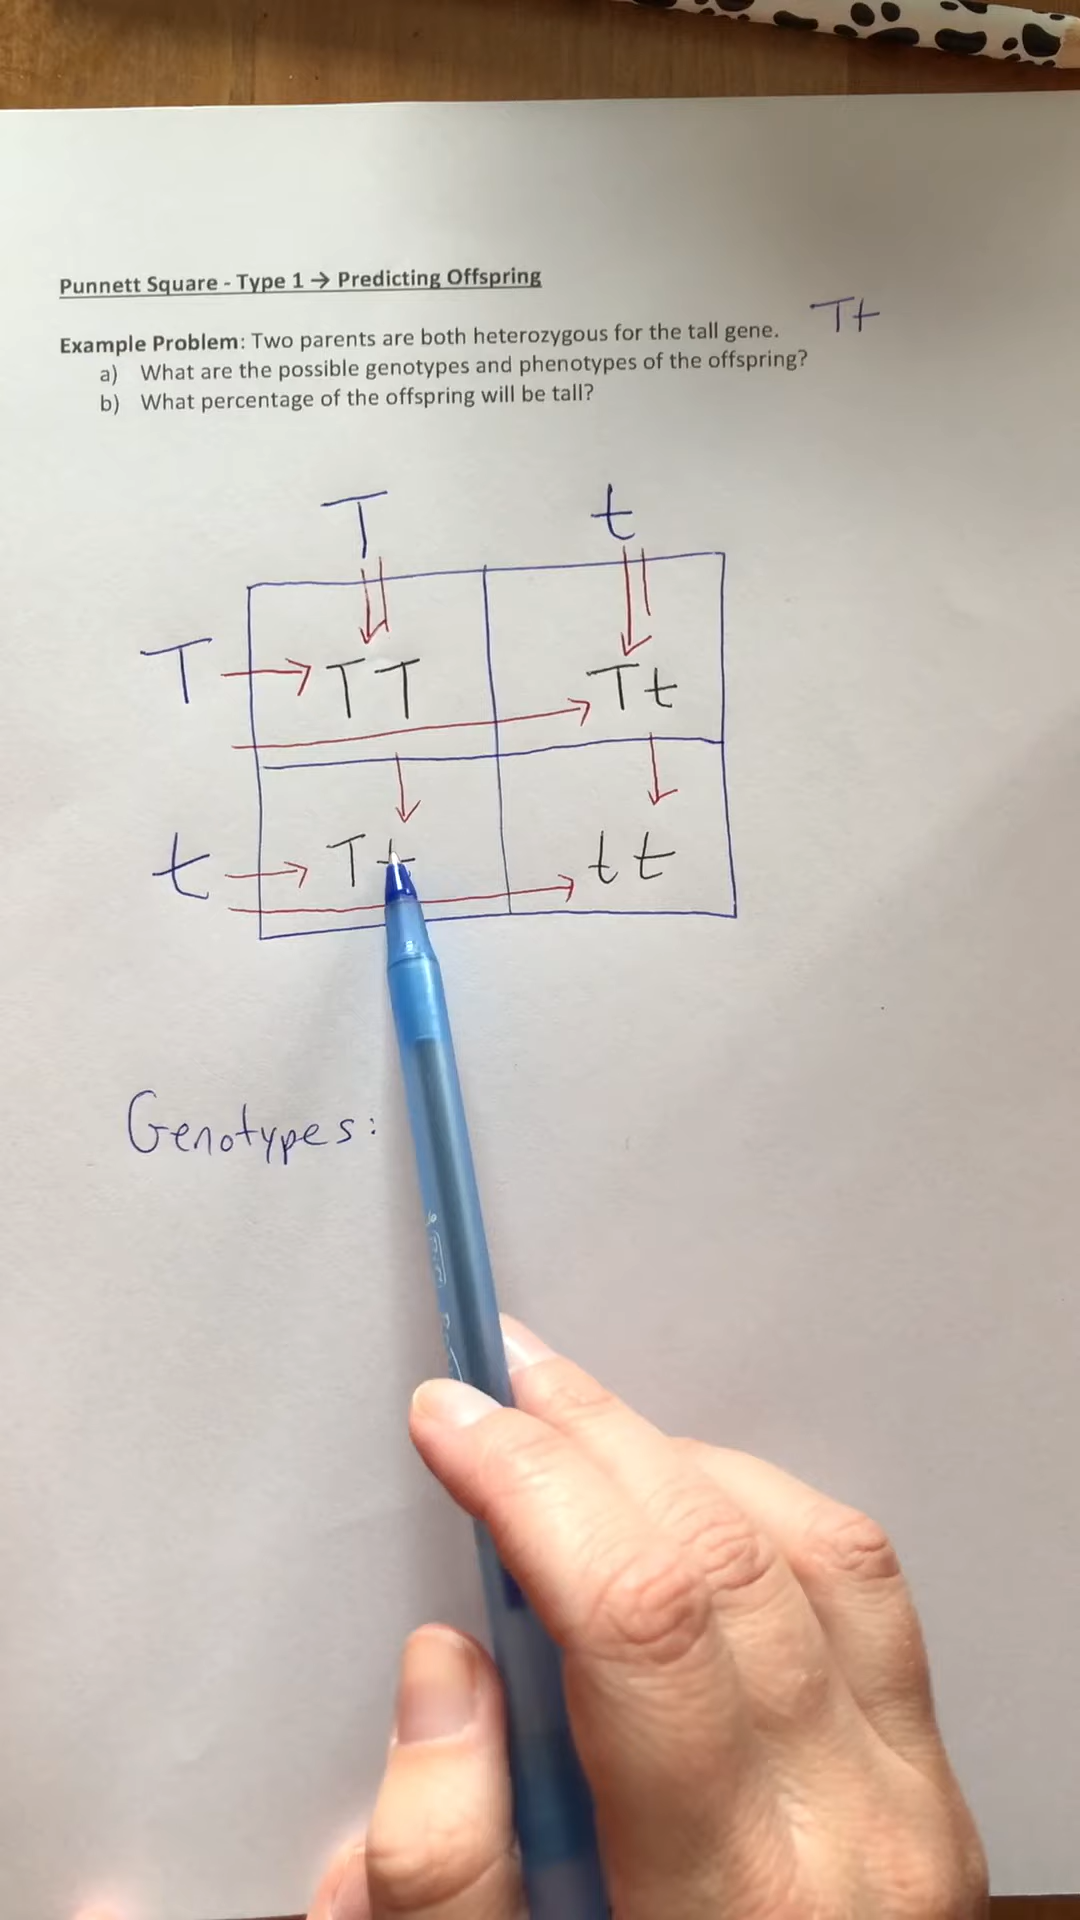 Punnett Square - Type 1 → Predicting Offspring
Tt
Example Problem: Two parents are both heterozygous for the tall gene.
a) What are the possible genotypes and phenotypes of the offspring?
b) What percentage of the offspring will be tall?
T t
T TT Tt
t Tt tt
Genotypes: